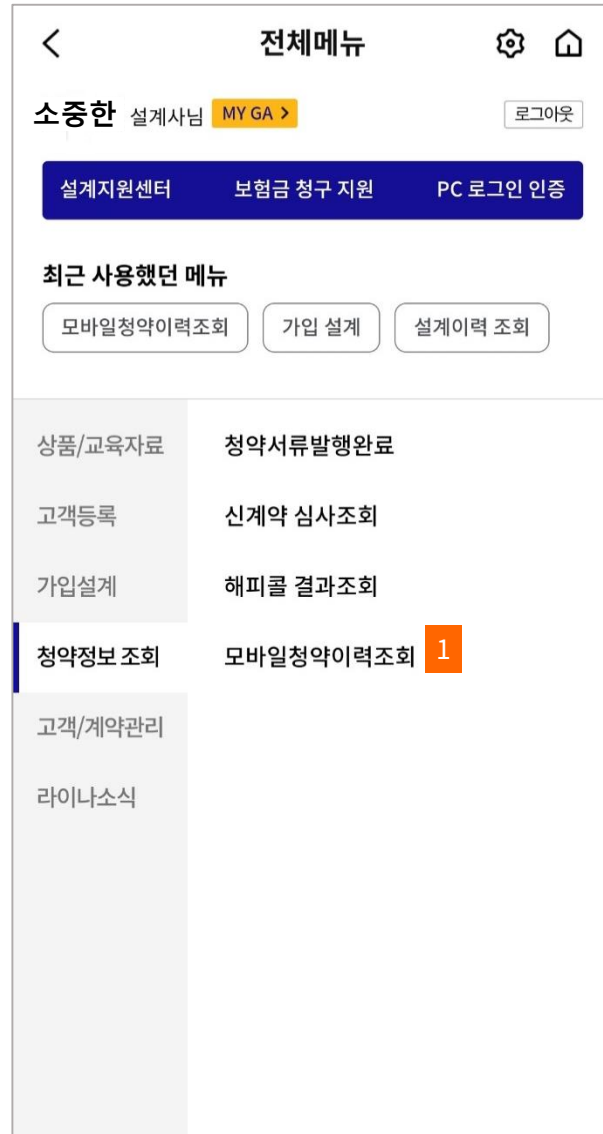 전체메뉴
소중한 설계사님 MY GA > 로그아웃
설계지원센터 보험금 청구 지원 PC 로그인 인증
최근 사용했던 메뉴
모바일청약이력조회 가입 설계 설계이력 조회
상품/교육자료 청약서류발행완료
고객등록 신계약 심사조회
가입설계 해피콜 결과조회
청약정보 조회 모바일청약이력조회 1
고객/계약관리
라이나소식